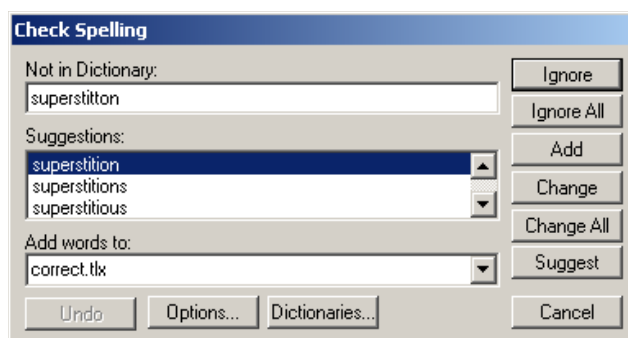 Check Spelling
Not in Dictionary:
superstitton
Suggestions:
superstition
superstitions
superstitious
Add words to:
correct.tlx
Ignore
Ignore All
Add
Change
Change All
Suggest
Undo
Options...
Dictionaries...
Cancel